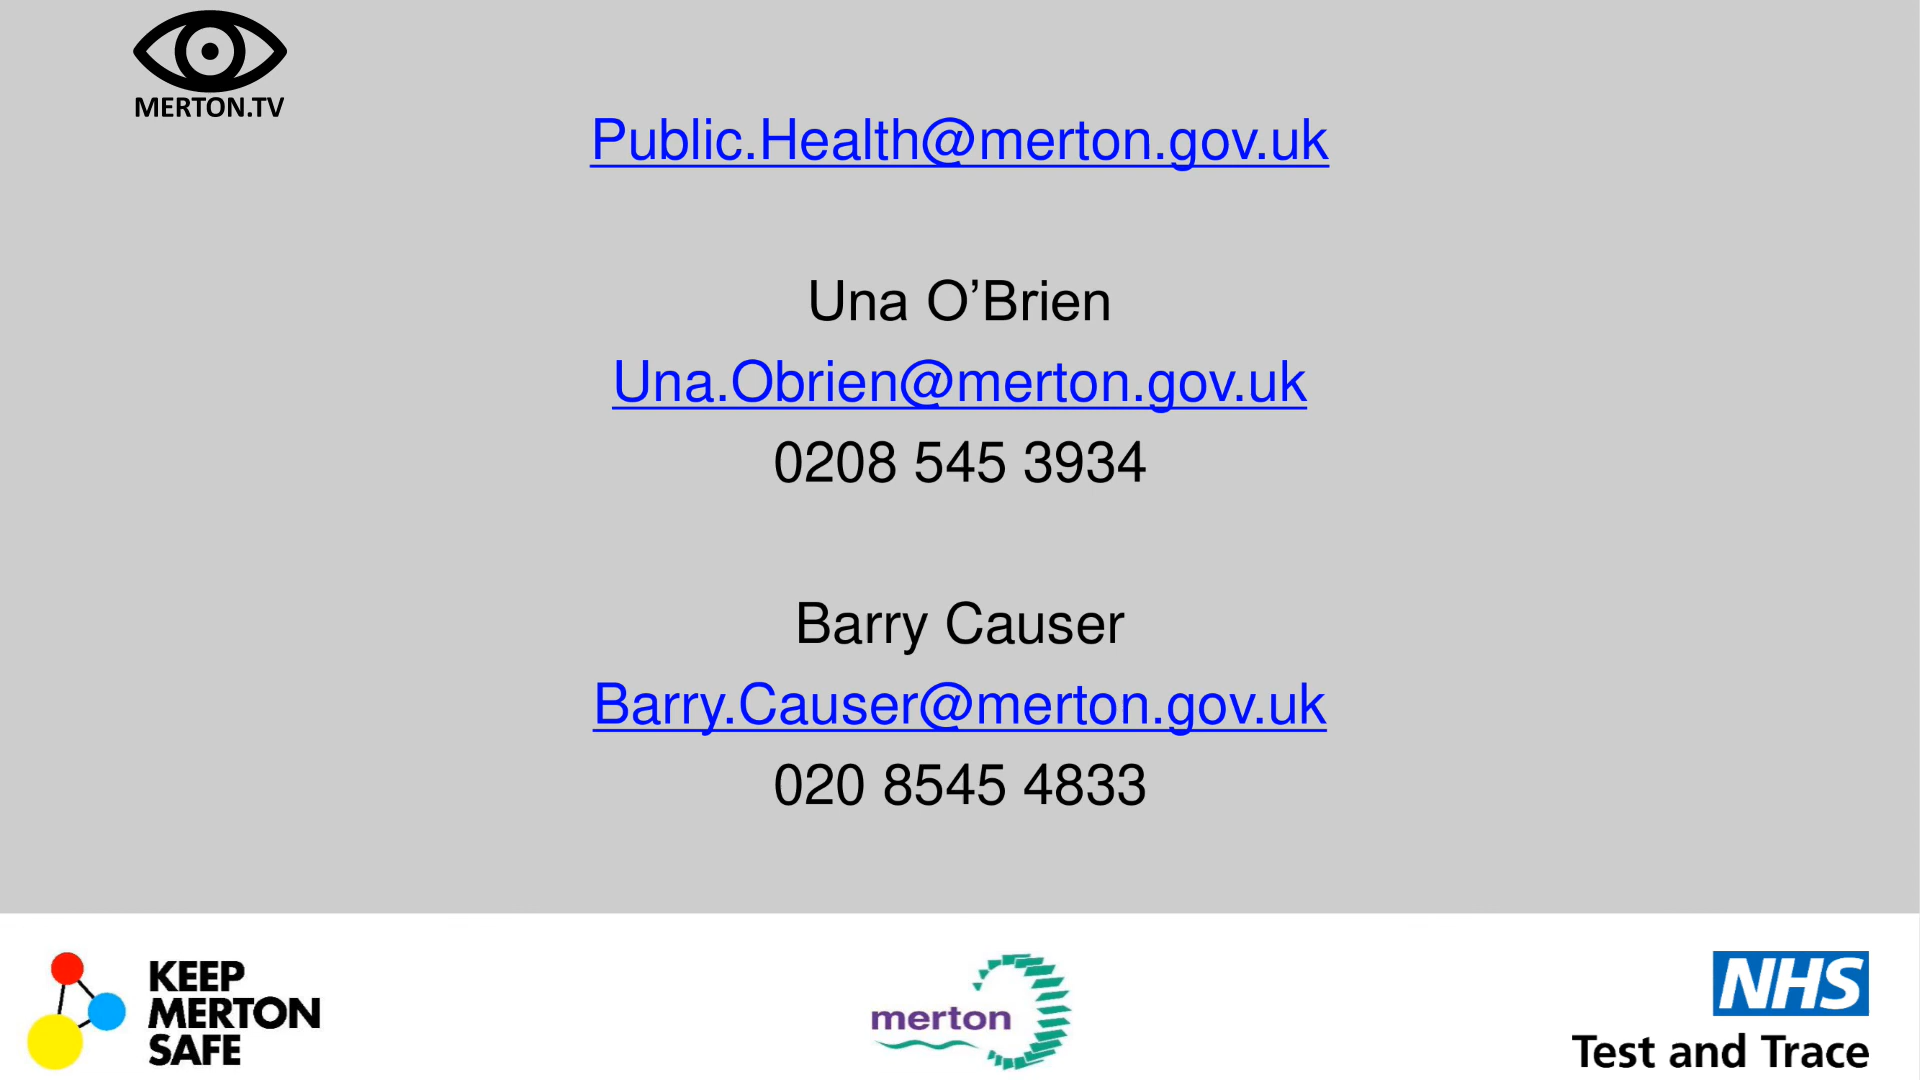 MERTON.TV
Public.Health@merton.gov.uk
Una O’Brien
Una.Obrien@merton.gov.uk
0208 545 3934
Barry Causer
Barry.Causer@merton.gov.uk
020 8545 4833
KEEP
MERTON
SAFE
merton
NHS
Test and Trace